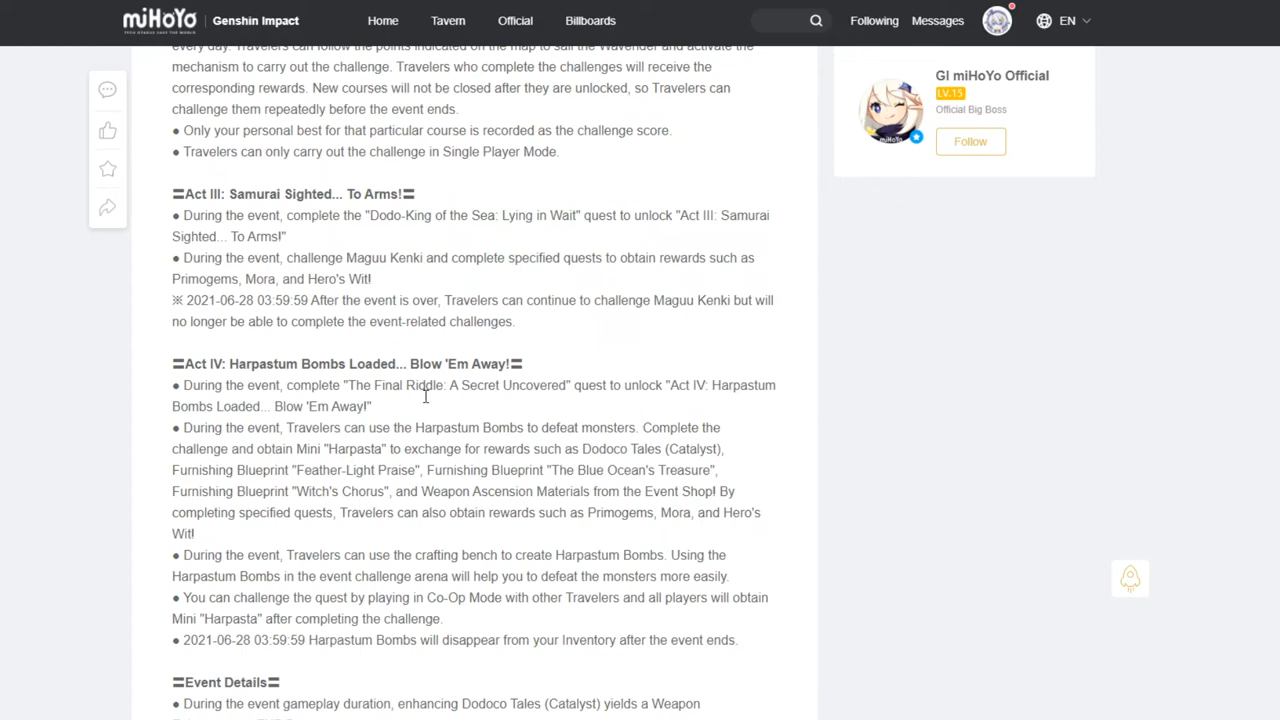 miHoYo
TECH OTAKUS SAVE THE WORLD
Genshin Impact
Home
Tavern
Official
Billboards
Following
Messages
EN
every day. Travelers can follow the points indicated on the map to sail the Waverider and activate the
mechanism to carry out the challenge. Travelers who complete the challenges will receive the
corresponding rewards. New courses will not be closed after they are unlocked, so Travelers can
challenge them repeatedly before the event ends.
● Only your personal best for that particular course is recorded as the challenge score.
● Travelers can only carry out the challenge in Single Player Mode.
〓Act III: Samurai Sighted... To Arms!〓
● During the event, complete the "Dodo-King of the Sea: Lying in Wait" quest to unlock "Act III: Samurai
Sighted... To Arms!"
● During the event, challenge Maguu Kenki and complete specified quests to obtain rewards such as
Primogems, Mora, and Hero's Wit!
※ 2021-06-28 03:59:59 After the event is over, Travelers can continue to challenge Maguu Kenki but will
no longer be able to complete the event-related challenges.
〓Act IV: Harpastum Bombs Loaded... Blow 'Em Away!〓
● During the event, complete "The Final Riddle: A Secret Uncovered" quest to unlock "Act IV: Harpastum
Bombs Loaded... Blow 'Em Away!"
● During the event, Travelers can use the Harpastum Bombs to defeat monsters. Complete the
challenge and obtain Mini "Harpasta" to exchange for rewards such as Dodoco Tales (Catalyst),
Furnishing Blueprint "Feather-Light Praise", Furnishing Blueprint "The Blue Ocean's Treasure",
Furnishing Blueprint "Witch's Chorus", and Weapon Ascension Materials from the Event Shop! By
completing specified quests, Travelers can also obtain rewards such as Primogems, Mora, and Hero's
Wit!
● During the event, Travelers can use the crafting bench to create Harpastum Bombs. Using the
Harpastum Bombs in the event challenge arena will help you to defeat the monsters more easily.
● You can challenge the quest by playing in Co-Op Mode with other Travelers and all players will obtain
Mini "Harpasta" after completing the challenge.
● 2021-06-28 03:59:59 Harpastum Bombs will disappear from your Inventory after the event ends.
〓Event Details〓
● During the event gameplay duration, enhancing Dodoco Tales (Catalyst) yields a Weapon
GI miHoYo Official
LV.15
Official Big Boss
Follow
miHoYo